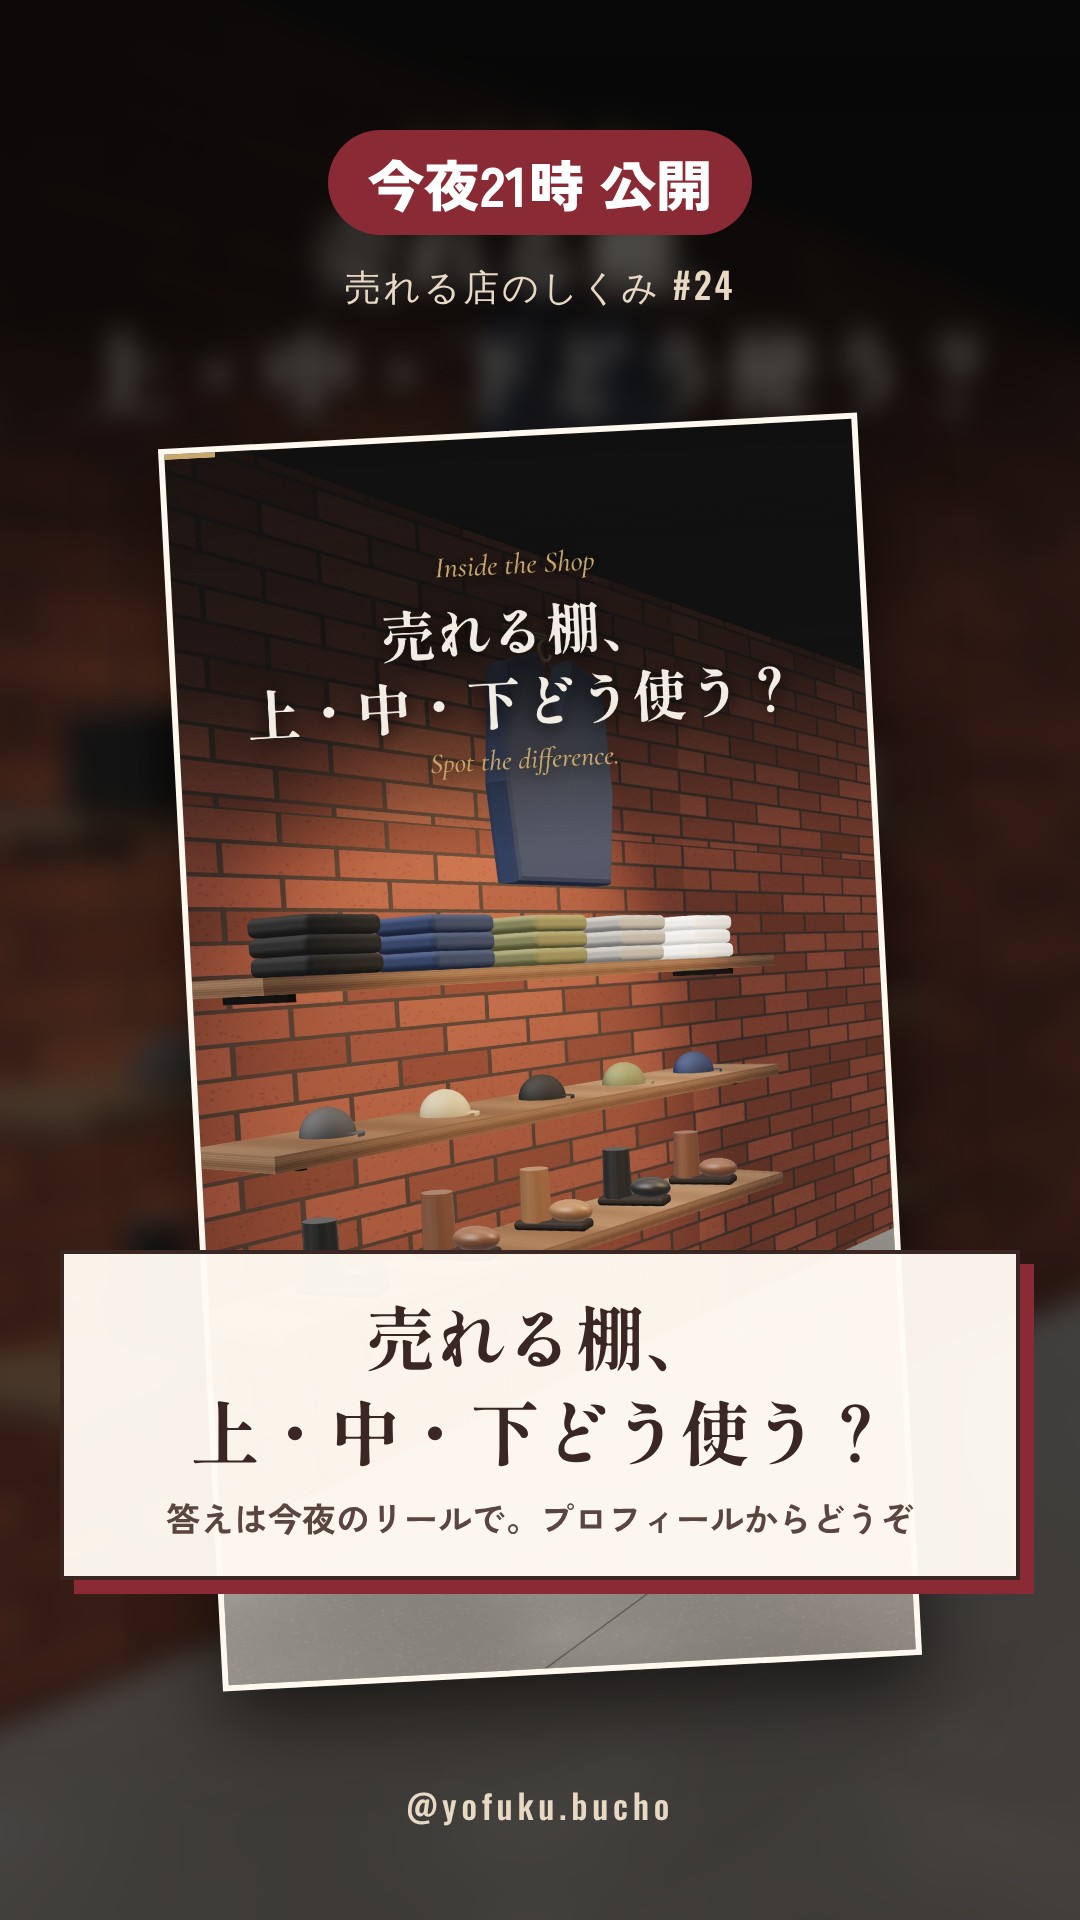 今夜21時 公開
売れる店のしくみ #24
Inside the Shop
売れる棚、
上・中・下どう使う？
Spot the difference.
売れる棚、
上・中・下どう使う？
答えは今夜のリールで。プロフィールからどうぞ
@yofuku.bucho